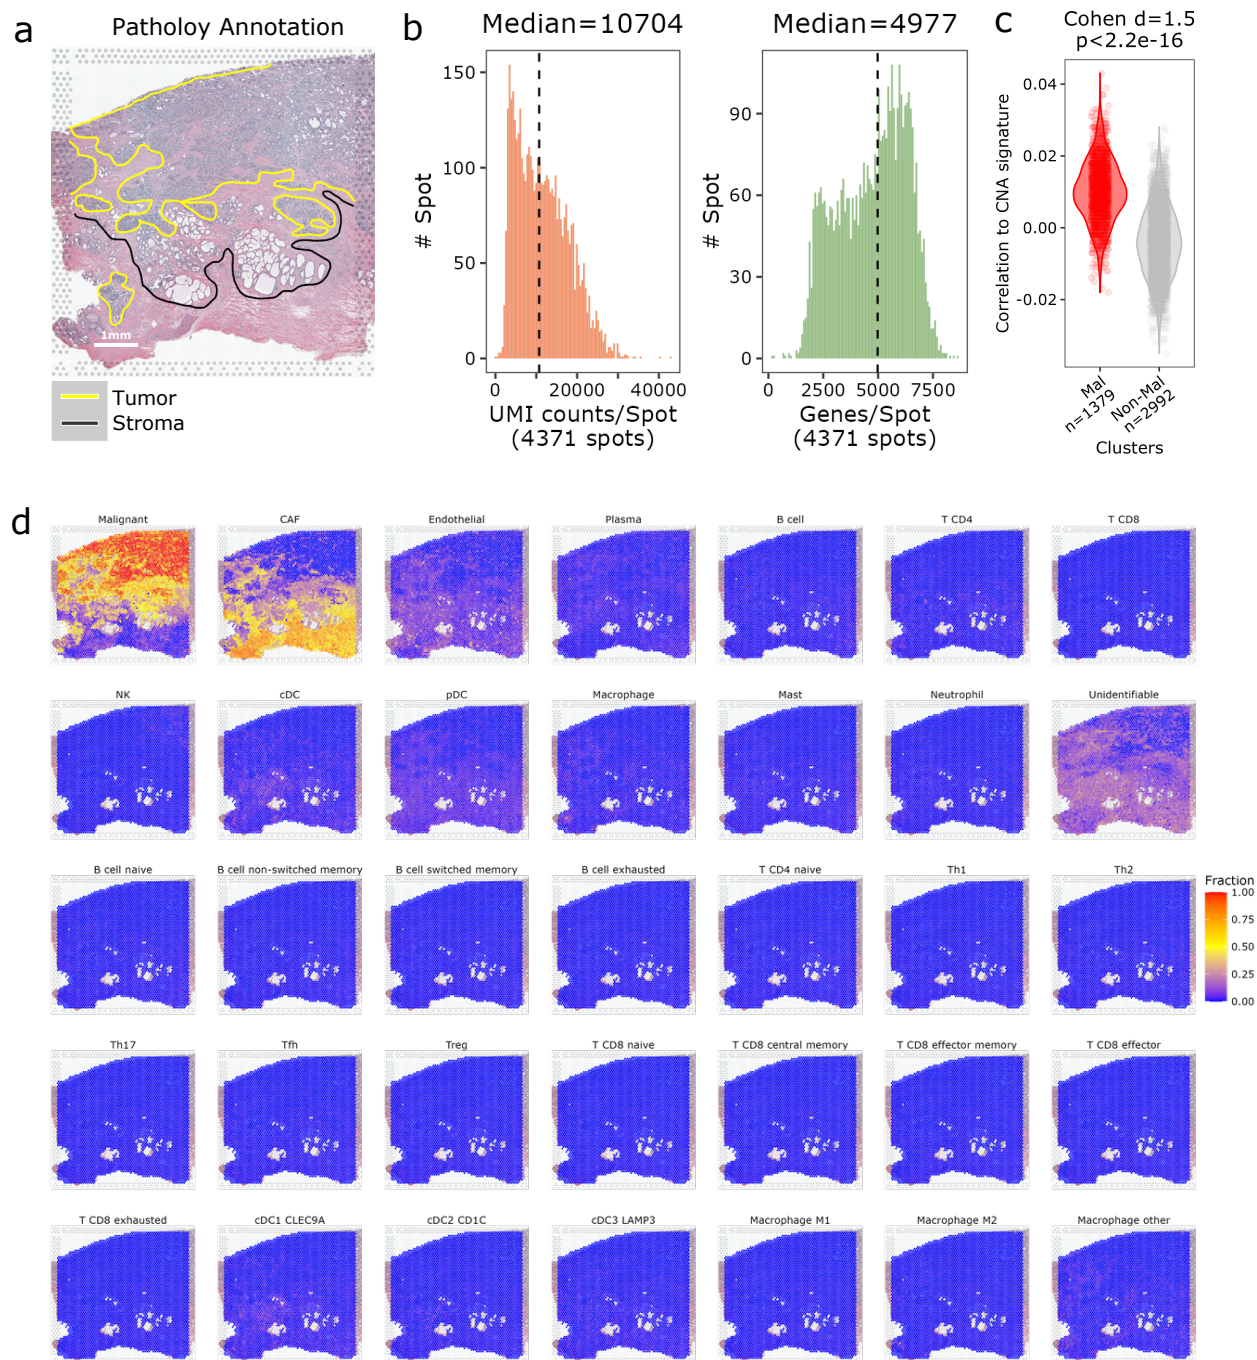 a
Patholoy Annotation
1mm
Tumor
Stroma
b
Median=10704
# Spot
150
100
50
0
0 20000 40000
UMI counts/Spot
(4371 spots)
Median=4977
# Spot
90
60
30
0
0 2500 5000 7500
Genes/Spot
(4371 spots)
c
Cohen d=1.5
p<2.2e-16
Correlation to CNA signature
0.04
0.02
0.00
-0.02
Mal
n=1379
Non-Mal
n=2992
Clusters
d
Malignant CAF Endothelial Plasma B cell T CD4 T CD8
NK cDC pDC Macrophage Mast Neutrophil Unidentifiable
B cell naive B cell non-switched memory B cell switched memory B cell exhausted T CD4 naive Th1 Th2
Fraction
1.00
0.75
0.50
0.25
0.00
Th17 Tfh Treg T CD8 naive T CD8 central memory T CD8 effector memory T CD8 effector
T CD8 exhausted cDC1 CLEC9A cDC2 CD1C cDC3 LAMP3 Macrophage M1 Macrophage M2 Macrophage other